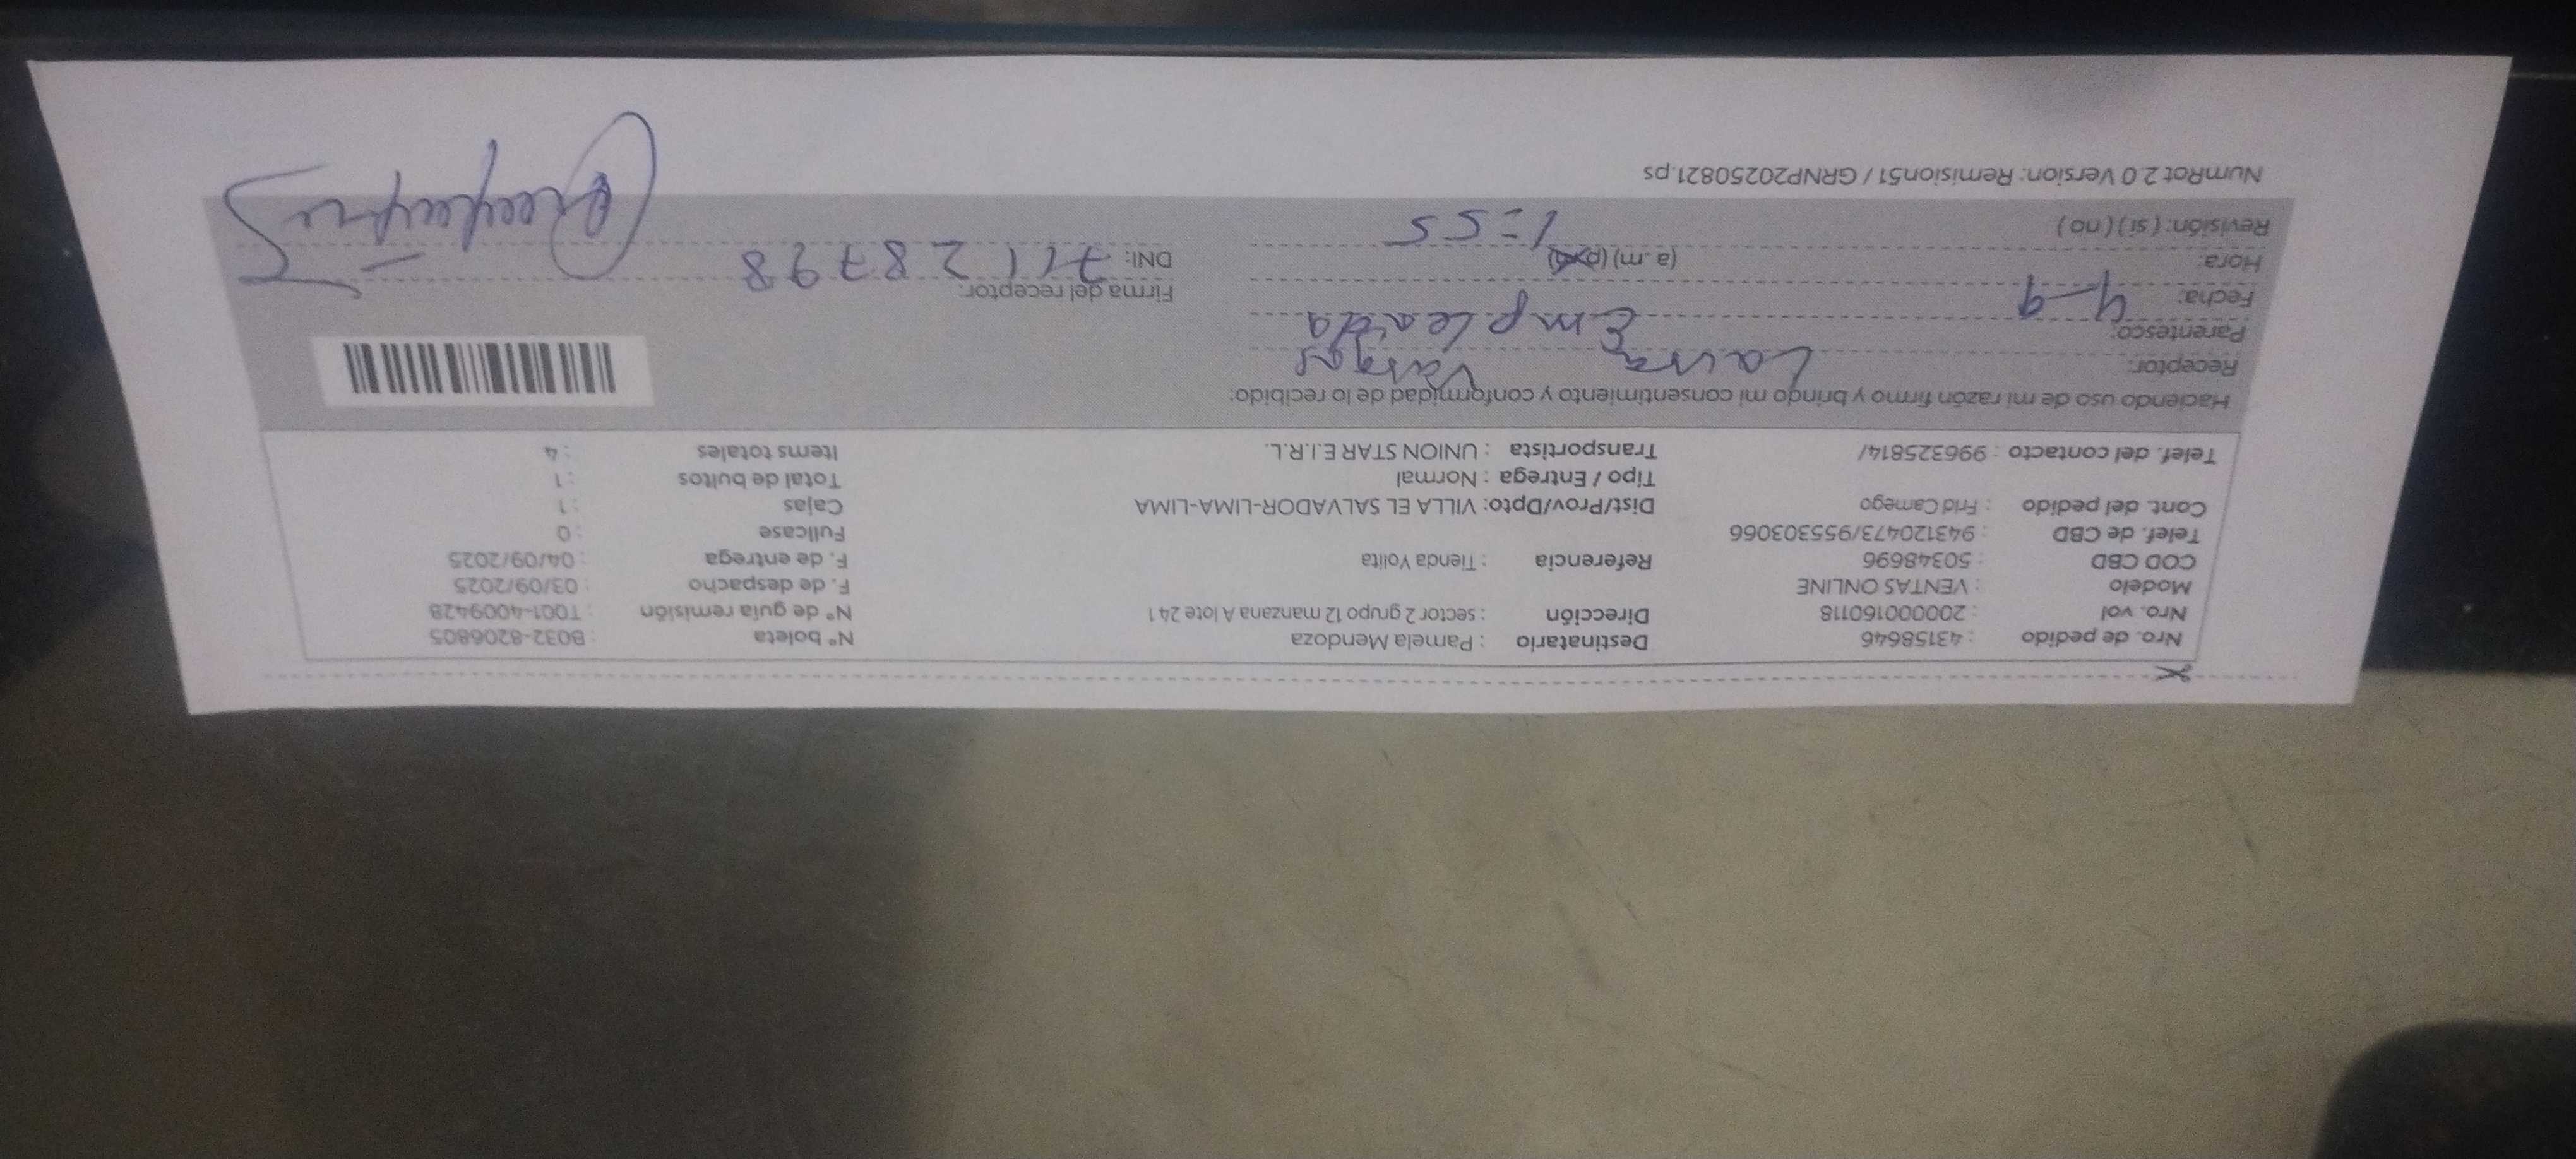 Nro. de pedido : 43158646 Destinatario : Pamela Mendoza N° boleta : B032-8206805
Nro. vol : 200000160118 Dirección : sector 2 grupo 12 manzana A lote 24 1 N° de guía remisión : T001-4009428
Modelo : VENTAS ONLINE F. de despacho : 03/09/2025
COD CBD : 50348696 Referencia : Tienda Yolita F. de entrega : 04/09/2025
Telef. de CBD : 943120473/955303066 Fullcase : 0
Cont. del pedido : Frid Camego Dist/Prov/Dpto: VILLA EL SALVADOR-LIMA-LIMA Cajas : 1
Tipo / Entrega : Normal Total de bultos : 1
Telef. del contacto : 996325814/ Transportista : UNION STAR E.I.R.L. Items totales : 4
Haciendo uso de mi razón firmo y brindo mi consentimiento y conformidad de lo recibido:
Receptor: Laura Vargas
Parentesco: Empleada
Fecha: 4-9 Firma del receptor:
Hora: (a .m) (p.m) 1=55 DNI: 71128798
Revisión: ( si ) ( no )
NumRot 2.0 Version: Remision51 / GRNP20250821.ps